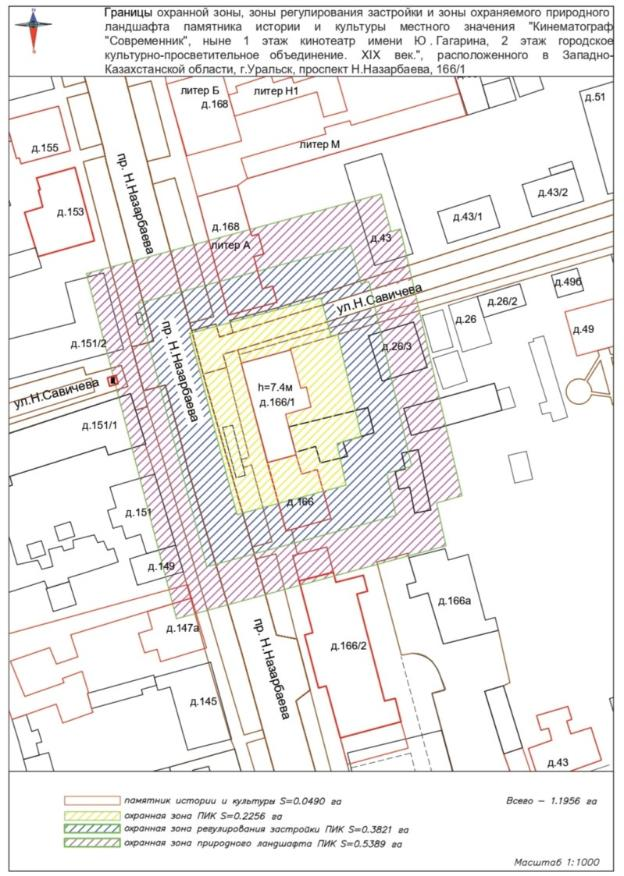 Границы охранной зоны, зоны регулирования застройки и зоны охраняемого природного
ландшафта памятника истории и культуры местного значения "Кинематограф
"Современник", ныне 1 этаж кинотеатр имени Ю . Гагарина, 2 этаж городское
культурно-просветительное объединение. XIX век.", расположенного в Западно-
Казахстанской области, г.Уральск, проспект Н.Назарбаева, 166/1
литер Б
д.168
литер Н1
д.51
литер М
д.155
пр. Н.Назарбаева
д.153
д.43/2
д.43/1
д.168
литер А
д.43
д.49б
ул.Н.Савичева
д.26/2
д.26
д.49
д.151/2
пр. Н.Назарбаева
д.26/3
ул.Н.Савичева
h=7.4м
д.166/1
д.151/1
д.166
д.151
д.149
д.147а
д.166а
пр. Н.Назарбаева
д.166/2
д.145
д.43
памятник истории и культуры S=0.0490 га
Всего – 1.1956 га
охранная зона ПИК S=0.2256 га
охранная зона регулирования застройки ПИК S=0.3821 га
охранная зона природного ландшафта ПИК S=0.5389 га
Масштаб 1:1000